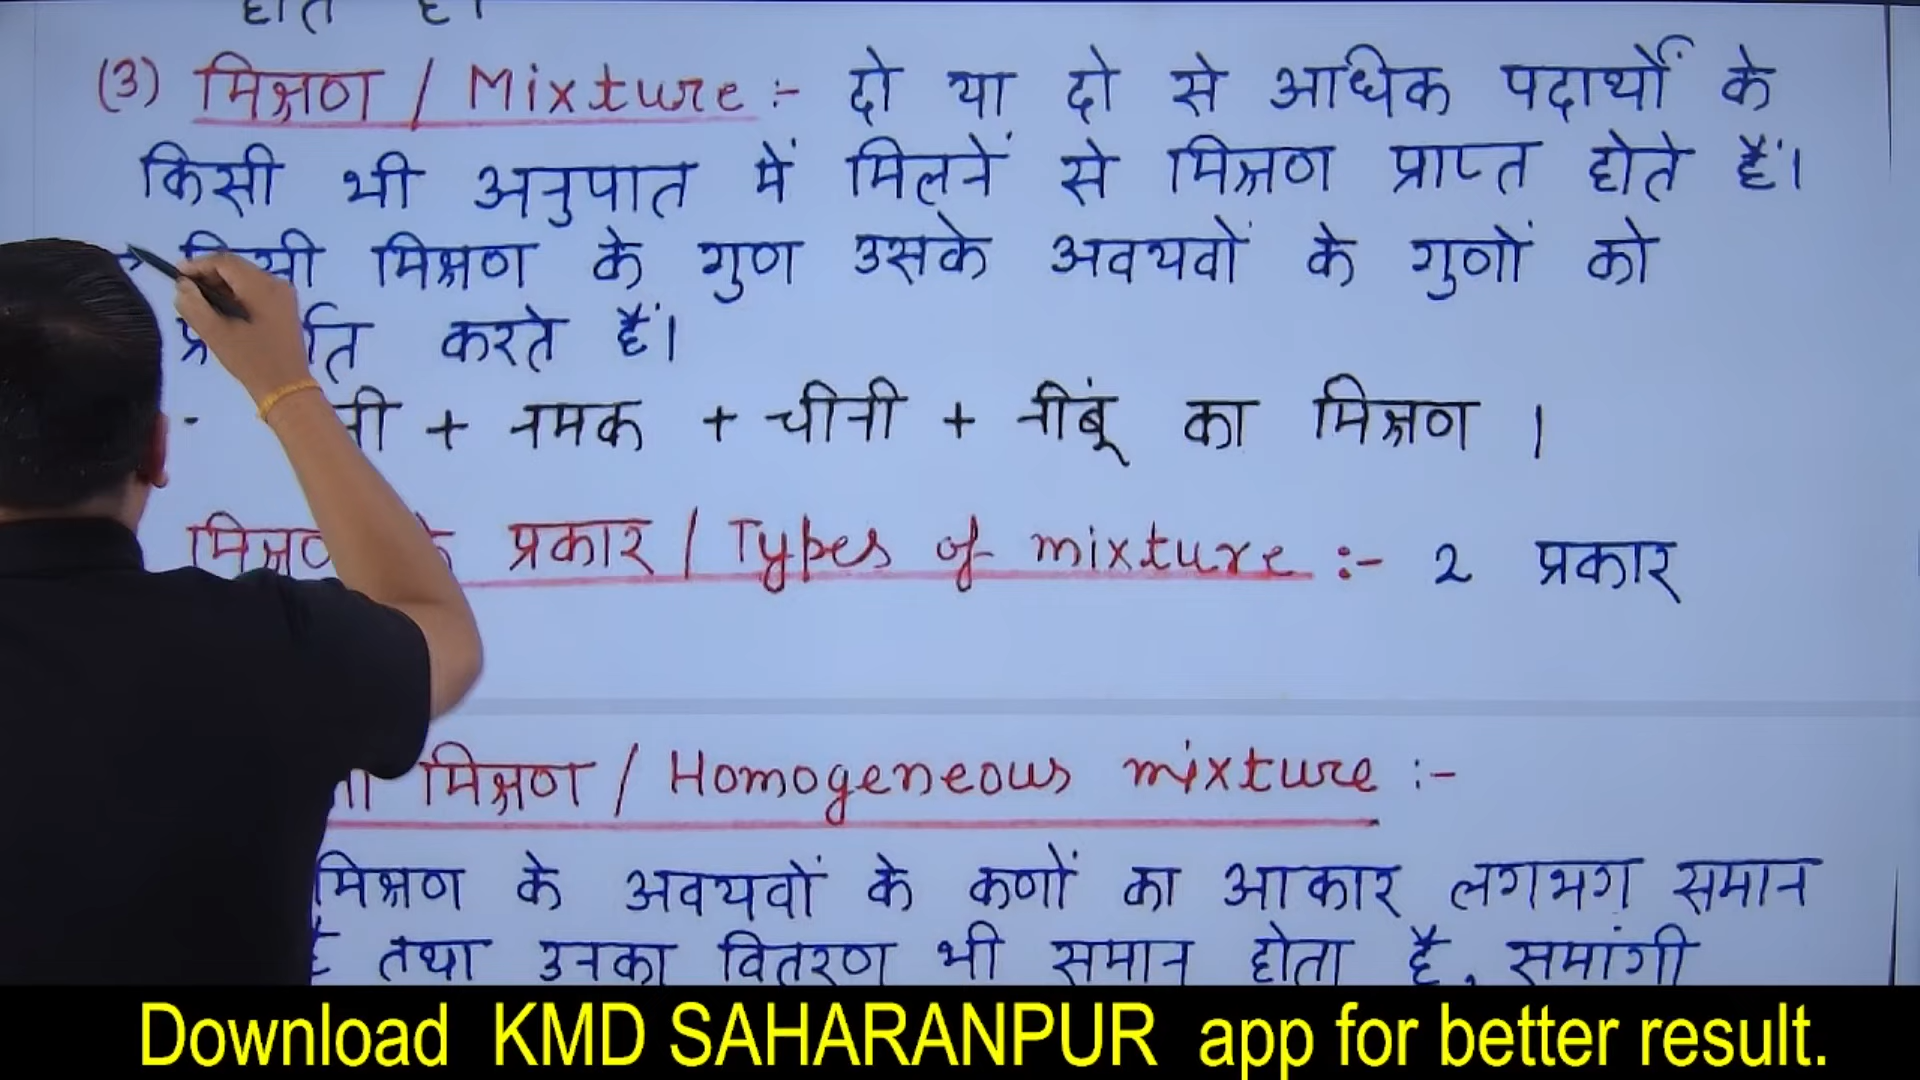 होते हैं।
(3) मिश्रण / Mixture :- दो या दो से अधिक पदार्थों के
किसी भी अनुपात में मिलनें से मिश्रण प्राप्त होते हैं।
→ किसी मिश्रण के गुण उसके अवयवों के गुणों को
करते हैं।
+ नमक + चीनी + नींबूं का मिश्रण ।
मिश्रण के प्रकार / Types of mixture :- 2 प्रकार
मिश्रण / Homogeneous mixture :-
मिश्रण के अवयवों के कणों का आकार लगभग समान
है तथा उनका वितरण भी समान होता है, समांगी
Download KMD SAHARANPUR app for better result.